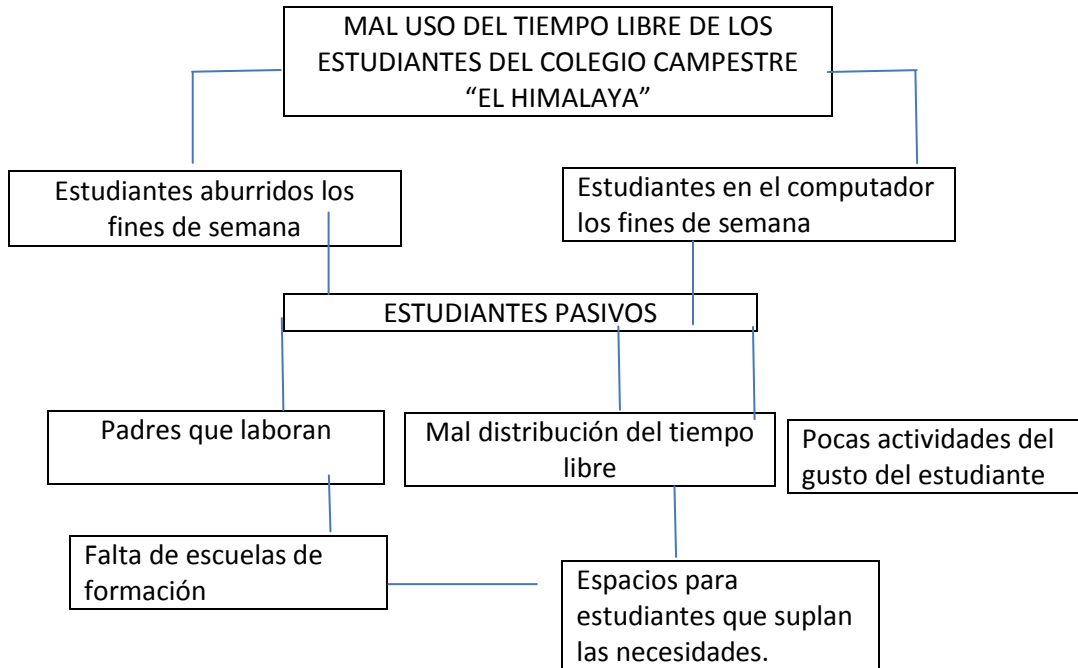 MAL USO DEL TIEMPO LIBRE DE LOS
ESTUDIANTES DEL COLEGIO CAMPESTRE
“EL HIMALAYA”
Estudiantes aburridos los
fines de semana
Estudiantes en el computador
los fines de semana
ESTUDIANTES PASIVOS
Padres que laboran
Mal distribución del tiempo
libre
Pocas actividades del
gusto del estudiante
Falta de escuelas de
formación
Espacios para
estudiantes que suplan
las necesidades.